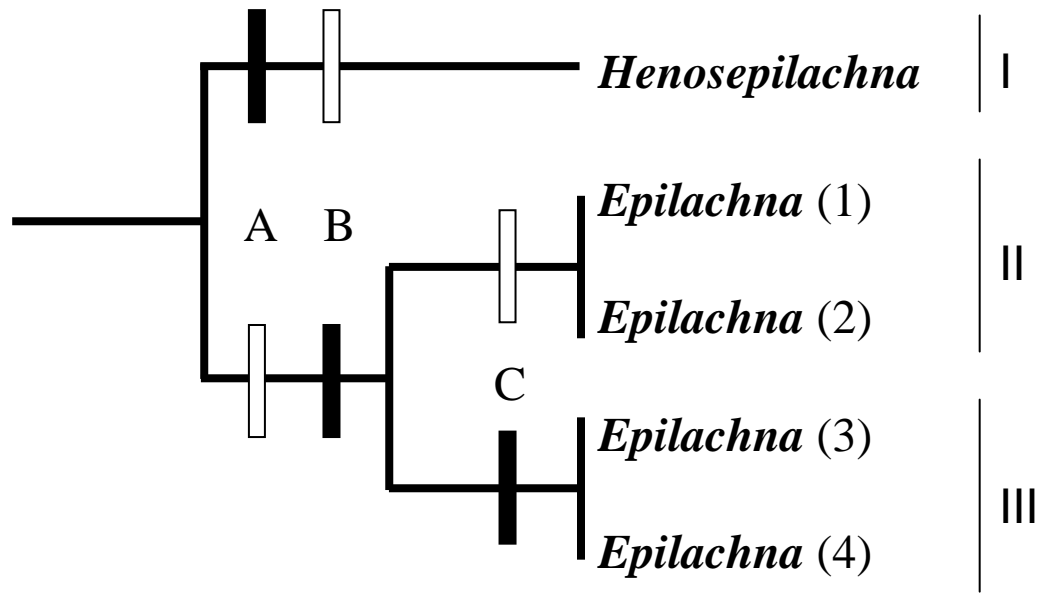 Henosepilachna I
A B
Epilachna (1)
II
Epilachna (2)
C
Epilachna (3)
III
Epilachna (4)